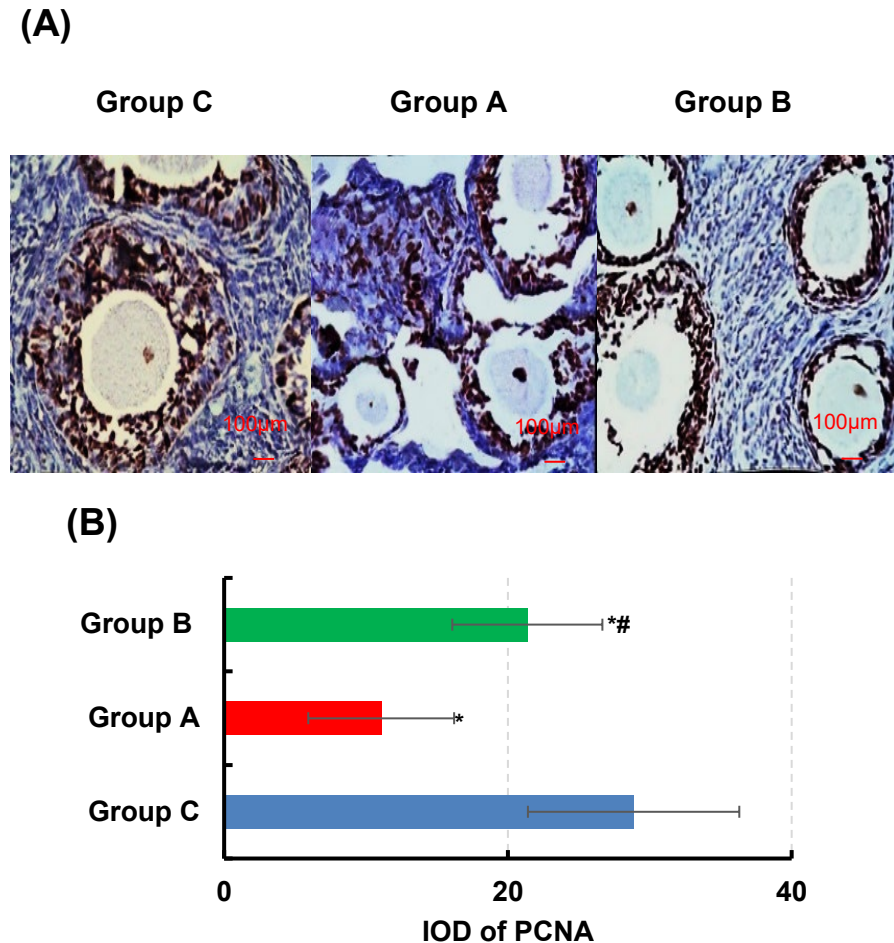 (A)
Group C Group A Group B
100μm 100μm 100μm
(B)
Group B *#
Group A *
Group C
0 20 40
IOD of PCNA